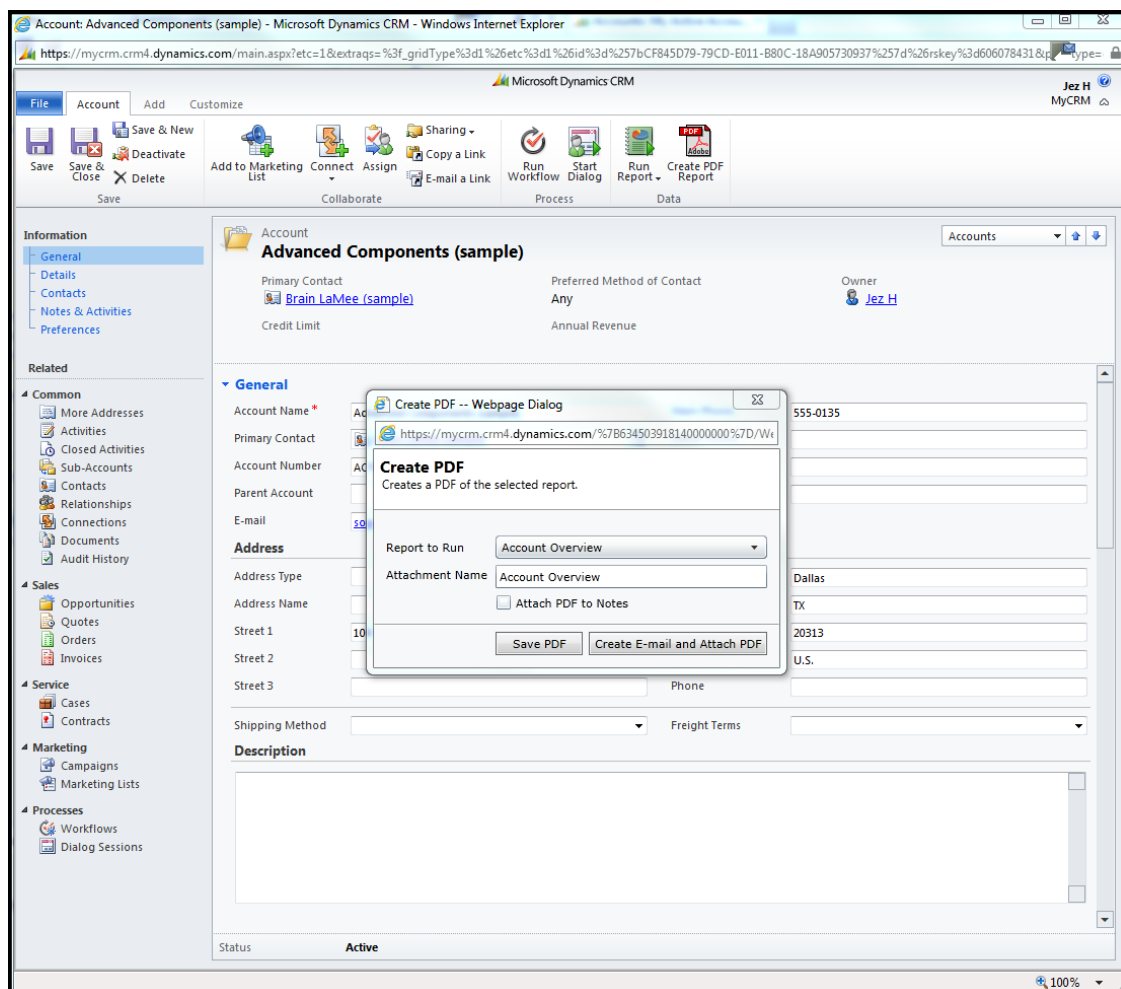 Account: Advanced Components (sample) - Microsoft Dynamics CRM - Windows Internet Explorer
https://mycrm.crm4.dynamics.com/main.aspx?etc=1&extraqs=%3f_gridType%3d1%26etc%3d1%26id%3d%257bCF845D79-79CD-E011-B80C-18A905730937%257d%26rskey%3d606078431&
Microsoft Dynamics CRM
Jez H
MyCRM
File Account Add Customize
Save
Save & Close
Save & New
Deactivate
Delete
Add to Marketing List
Connect
Assign
Sharing
Copy a Link
E-mail a Link
Run Workflow
Start Dialog
Run Report
PDF
Adobe
Create PDF Report
Save Collaborate Process Data
Information
General
Details
Contacts
Notes & Activities
Preferences
Related
Common
More Addresses
Activities
Closed Activities
Sub-Accounts
Contacts
Relationships
Connections
Documents
Audit History
Sales
Opportunities
Quotes
Orders
Invoices
Service
Cases
Contracts
Marketing
Campaigns
Marketing Lists
Processes
Workflows
Dialog Sessions
Account
Advanced Components (sample)
Accounts
Primary Contact Preferred Method of Contact Owner
Brain LaMee (sample) Any Jez H
Credit Limit Annual Revenue
General
Account Name * 555-0135
Primary Contact
Account Number
Parent Account
E-mail
Address
Address Type Dallas
Address Name TX
Street 1 20313
Street 2 U.S.
Street 3 Phone
Shipping Method Freight Terms
Description
Create PDF -- Webpage Dialog
https://mycrm.crm4.dynamics.com/%7B634503918140000000%7D/We
Create PDF
Creates a PDF of the selected report.
Report to Run Account Overview
Attachment Name Account Overview
Attach PDF to Notes
Save PDF Create E-mail and Attach PDF
Status Active
100%